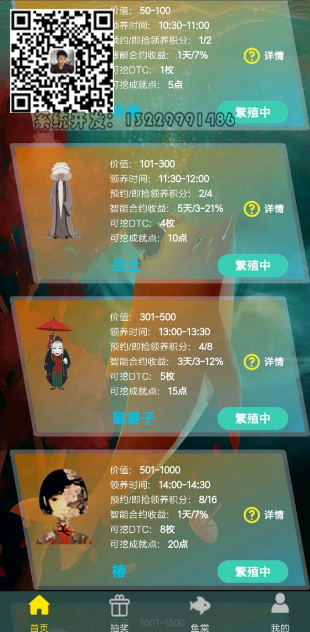 价值： 50-100
领养时间： 10:30-11:00
预约/即抢领养积分： 1/2
智能合约收益： 1天/7%
可挖DTC： 1枚
可挖成就点： 5点
详情
繁殖中
系统开发： 13229991486
价值： 101-300
领养时间： 11:30-12:00
预约/即抢领养积分： 2/4
智能合约收益： 5天/3-21%
可挖DTC： 4枚
可挖成就点： 10点
详情
后土
繁殖中
价值： 301-500
领养时间： 13:00-13:30
预约/即抢领养积分： 4/8
智能合约收益： 3天/3-12%
可挖DTC： 5枚
可挖成就点： 15点
详情
鼠婆子
繁殖中
价值： 501-1000
领养时间： 14:00-14:30
预约/即抢领养积分： 8/16
智能合约收益： 1天/7%
可挖DTC： 8枚
可挖成就点： 20点
详情
椿
繁殖中
1001-1500
首页
抽奖
鱼棠
我的